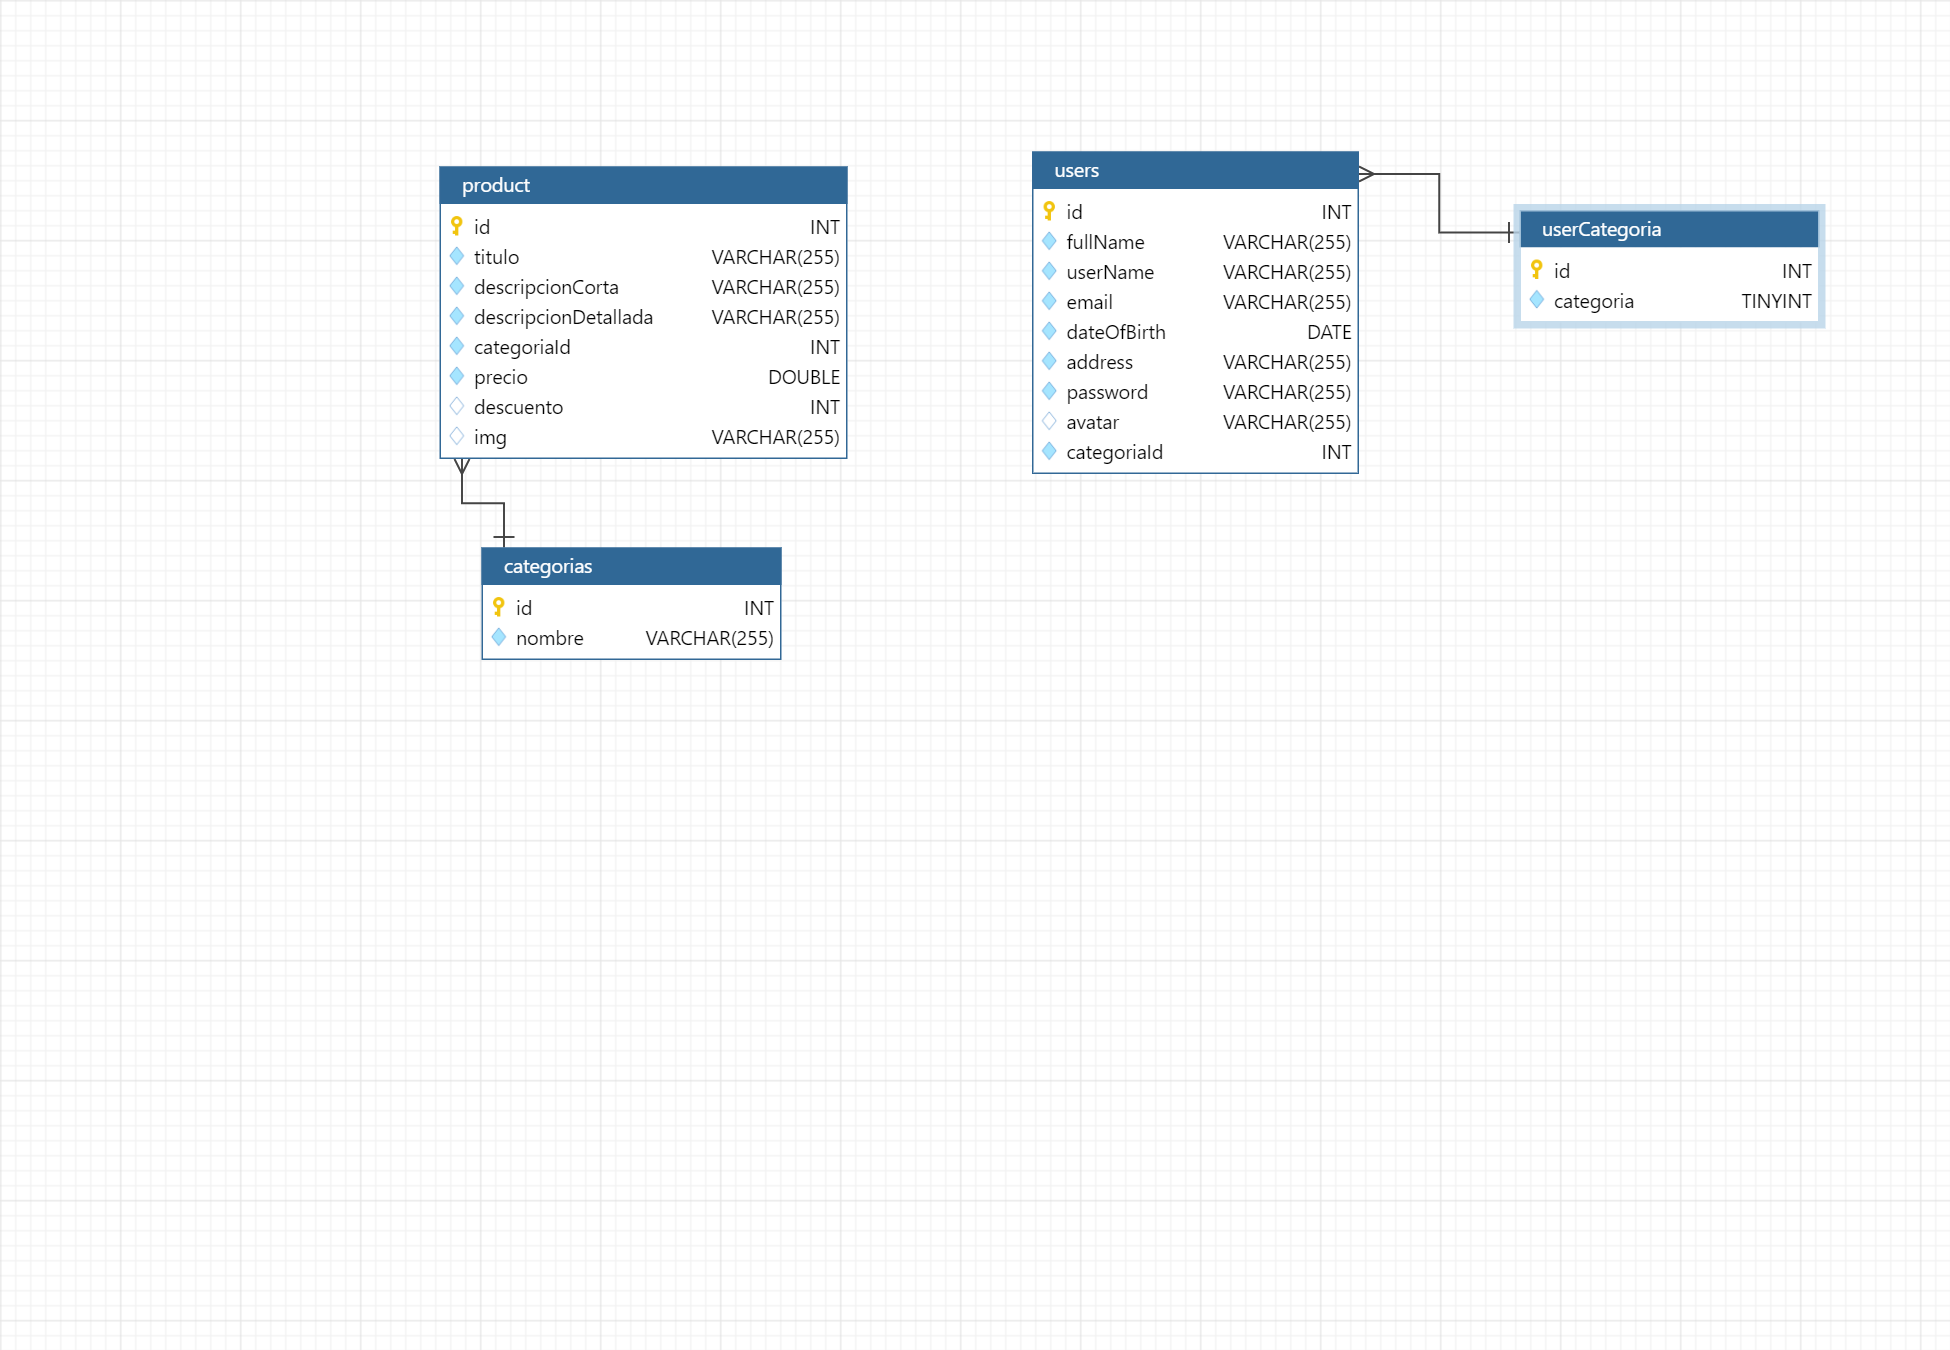 product
id INT
titulo VARCHAR(255)
descripcionCorta VARCHAR(255)
descripcionDetallada VARCHAR(255)
categoriaId INT
precio DOUBLE
descuento INT
img VARCHAR(255)
categorias
id INT
nombre VARCHAR(255)
users
id INT
fullName VARCHAR(255)
userName VARCHAR(255)
email VARCHAR(255)
dateOfBirth DATE
address VARCHAR(255)
password VARCHAR(255)
avatar VARCHAR(255)
categoriaId INT
userCategoria
id INT
categoria TINYINT